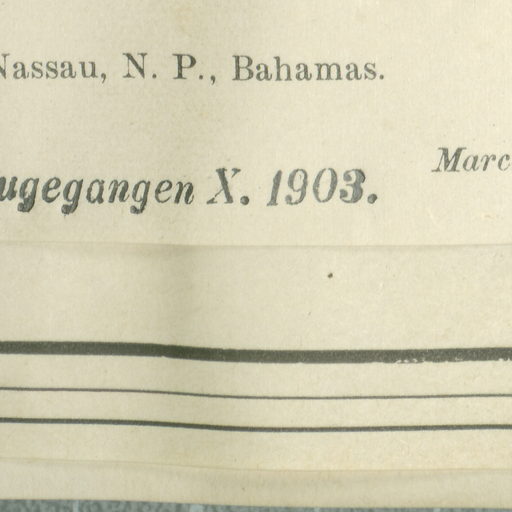 Nassau, N. P., Bahamas.
Marc
ugegangen X. 1903.